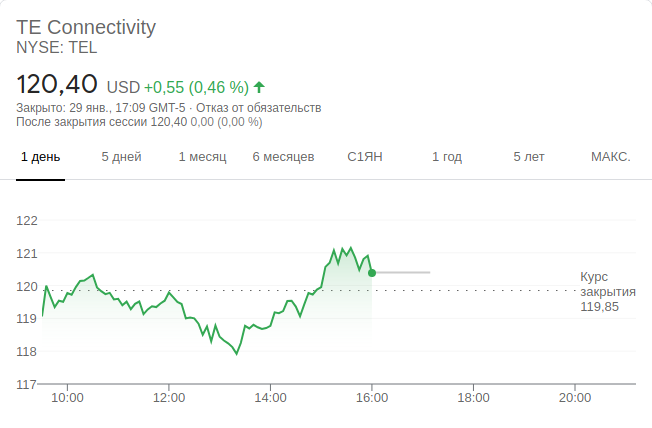 TE Connectivity
NYSE: TEL
120,40 USD +0,55 (0,46 %)
Закрыто: 29 янв., 17:09 GMT-5 · Отказ от обязательств
После закрытия сессии 120,40 0,00 (0,00 %)
1 день 5 дней 1 месяц 6 месяцев С1ЯН 1 год 5 лет МАКС.
122
121
120
119
118
117
Курс
закрытия
119,85
10:00 12:00 14:00 16:00 18:00 20:00